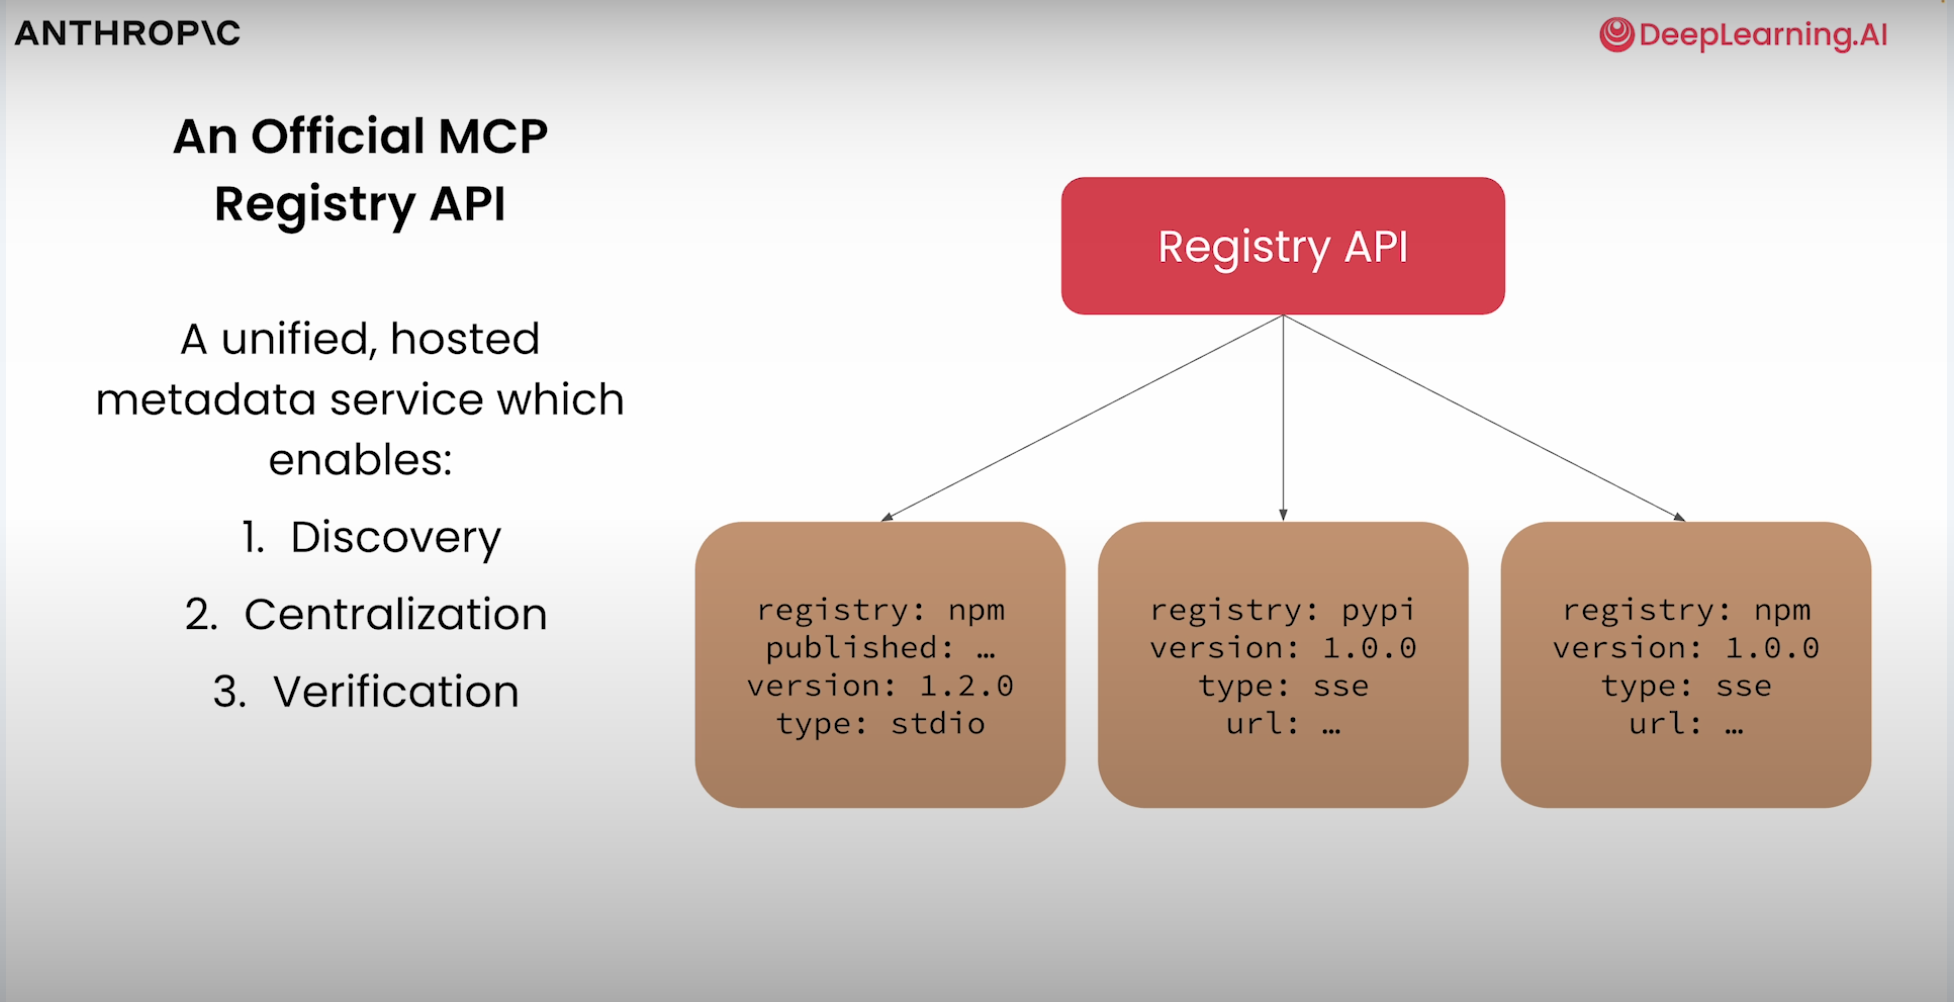 ANTHROP\C
DeepLearning.AI
An Official MCP
Registry API
A unified, hosted
metadata service which
enables:
1. Discovery
2. Centralization
3. Verification
Registry API
registry: npm
published: …
version: 1.2.0
type: stdio
registry: pypi
version: 1.0.0
type: sse
url: …
registry: npm
version: 1.0.0
type: sse
url: …